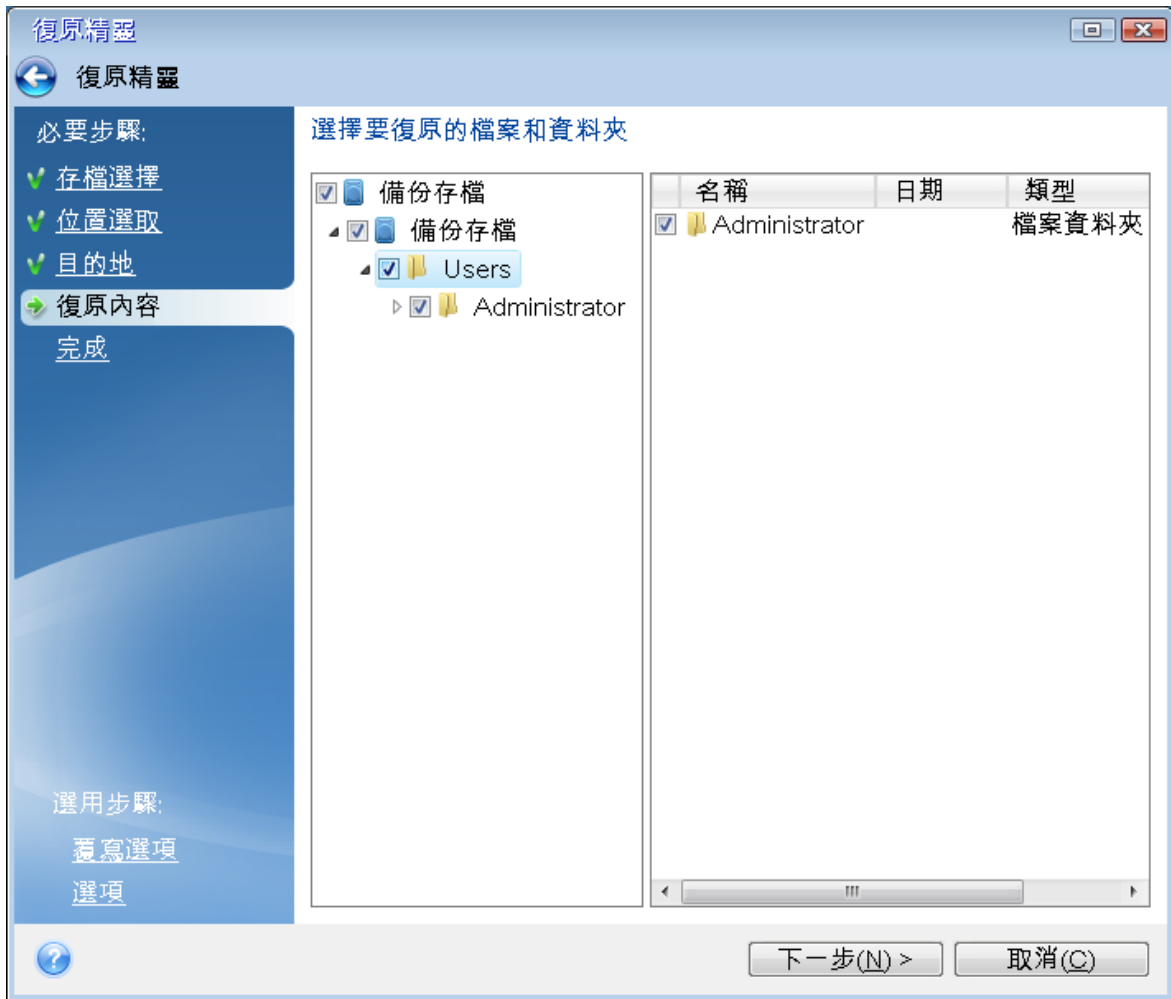 復原精靈
復原精靈
必要步驟:
存檔選擇
位置選取
目的地
復原內容
完成
選用步驟:
覆寫選項
選項
選擇要復原的檔案和資料夾
備份存檔
備份存檔
Users
Administrator
名稱 日期 類型
Administrator 檔案資料夾
下一步(N) >
取消(C)